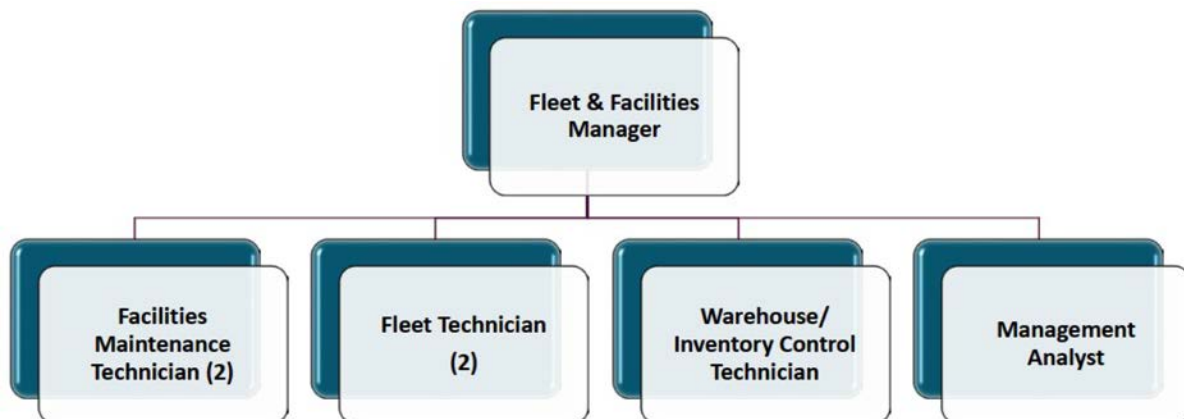 Fleet & Facilities
Manager
Facilities
Maintenance
Technician (2)
Fleet Technician
(2)
Warehouse/
Inventory Control
Technician
Management
Analyst